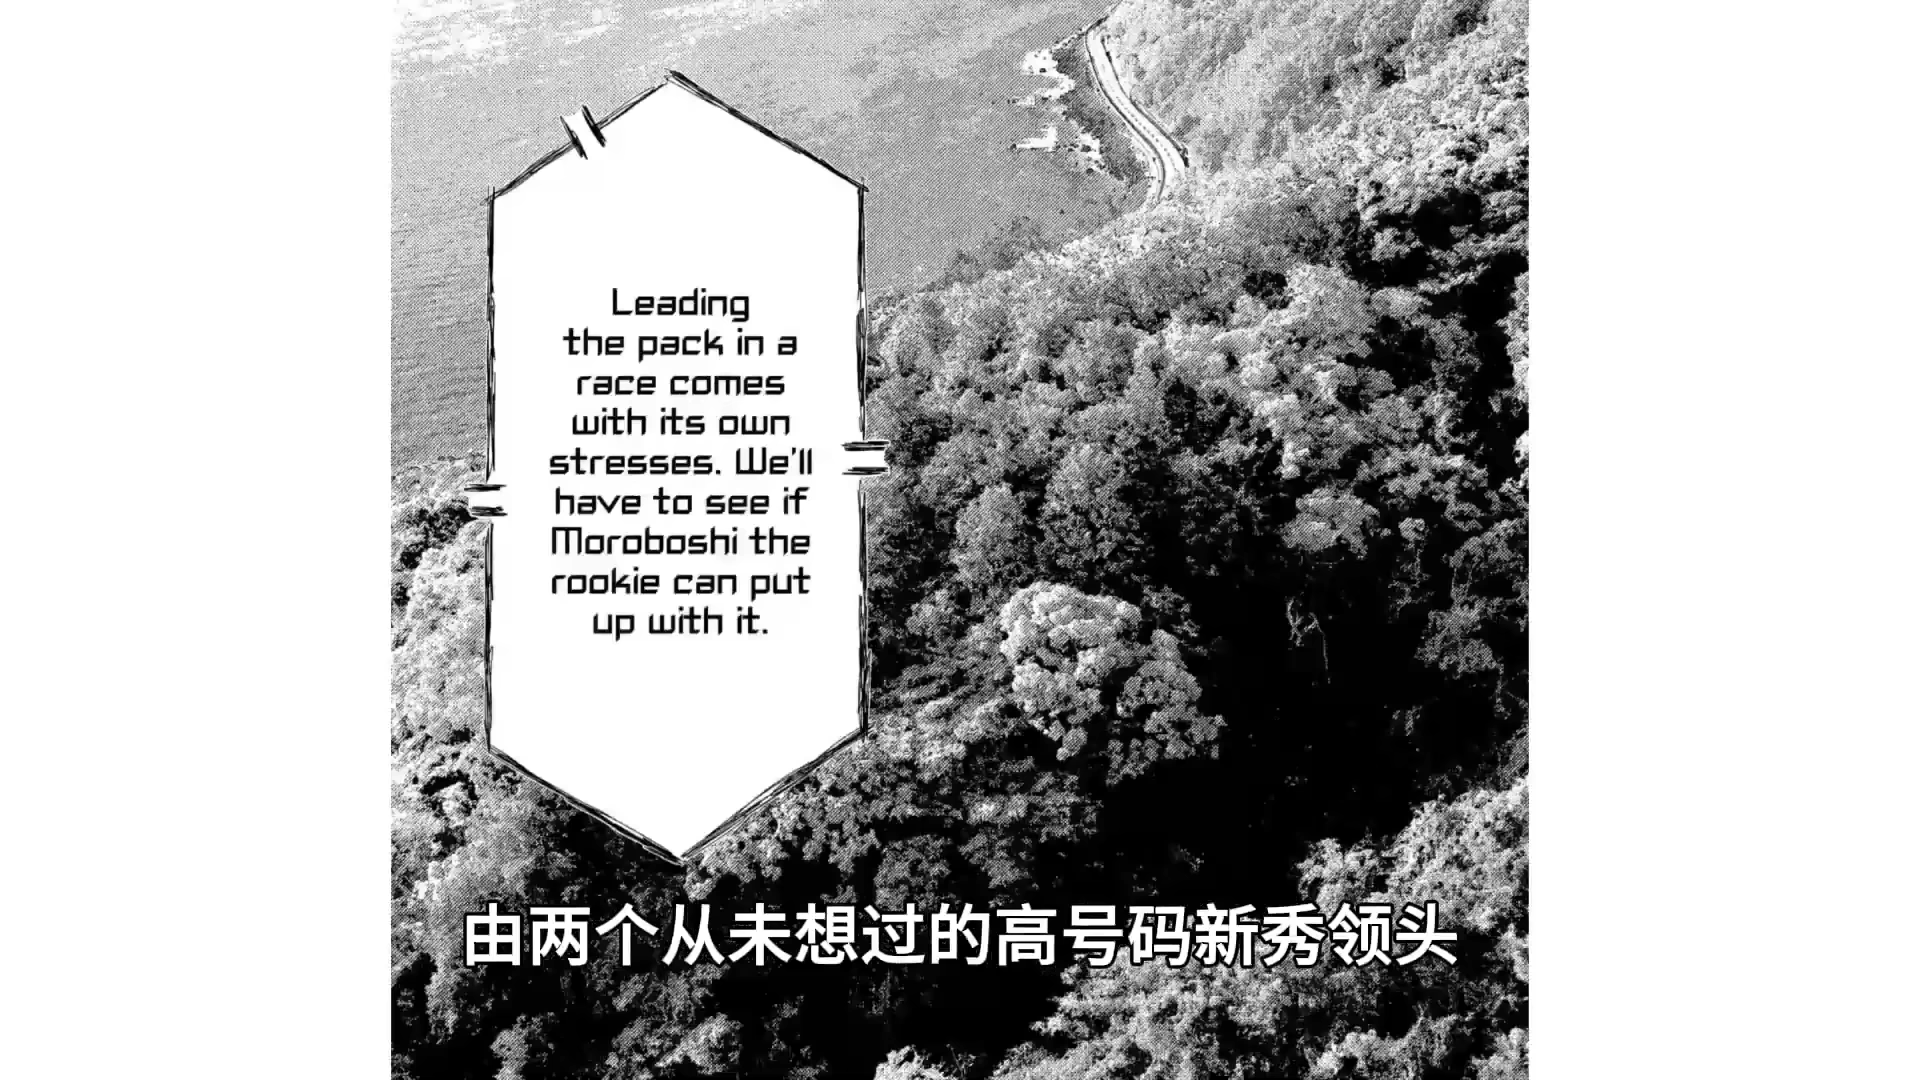 Leading
the pack in a
race comes
with its own
stresses. We'll
have to see if
Moroboshi the
rookie can put
up with it.
由两个从未想过的高号码新秀领头